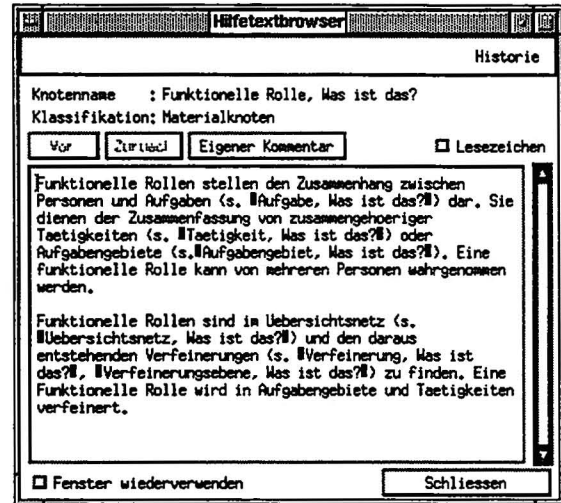 Hilfetextbrowser
Historie
Knotenname : Funktionelle Rolle, Was ist das?
Klassifikation: Materialknoten
Vor Zurueck Eigener Kommentar Lesezeichen
Funktionelle Rollen stellen den Zusammenhang zwischen
Personen und Aufgaben (s. Aufgabe, Was ist das?) dar. Sie
dienen der Zusammenfassung von zusammengehoeriger
Taetigkeiten (s. Taetigkeit, Was ist das?) oder
Aufgabengebiete (s. Aufgabengebiet, Was ist das?). Eine
funktionelle Rolle kann von mehreren Personen wahrgenommen
werden.
Funktionelle Rollen sind im Uebersichtsnetz (s.
Uebersichtsnetz, Was ist das?) und den daraus
entstehenden Verfeinerungen (s. Verfeinerung, Was ist
das?, Verfeinerungsebene, Was ist das?) zu finden. Eine
Funktionelle Rolle wird in Aufgabengebiete und Taetigkeiten
verfeinert.
Fenster wiederverwenden Schliessen